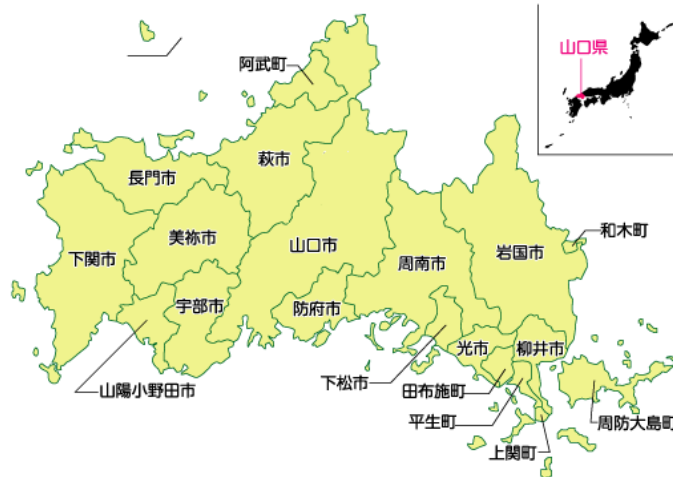 山口県
阿武町
萩市
長門市
美祢市
下関市
山口市
周南市
岩国市
和木町
宇部市
防府市
山陽小野田市
下松市
光市
柳井市
田布施町
平生町
上関町
周防大島町